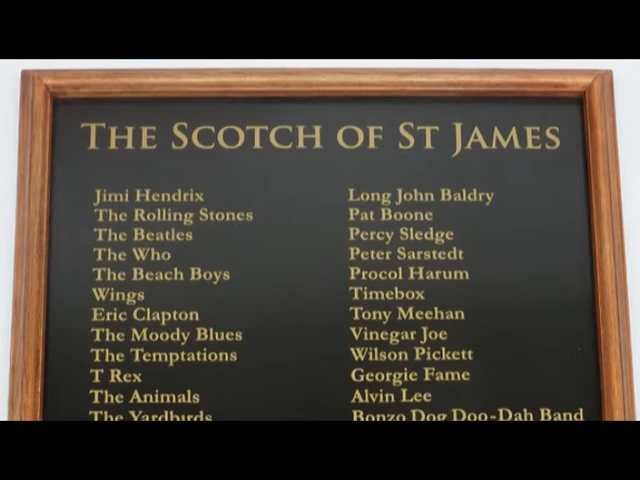 THE SCOTCH OF ST JAMES
Jimi Hendrix
The Rolling Stones
The Beatles
The Who
The Beach Boys
Wings
Eric Clapton
The Moody Blues
The Temptations
T Rex
The Animals
The Yardbirds
Long John Baldry
Pat Boone
Percy Sledge
Peter Sarstedt
Procol Harum
Timebox
Tony Meehan
Vinegar Joe
Wilson Pickett
Georgie Fame
Alvin Lee
Bonzo Dog Doo-Dah Band